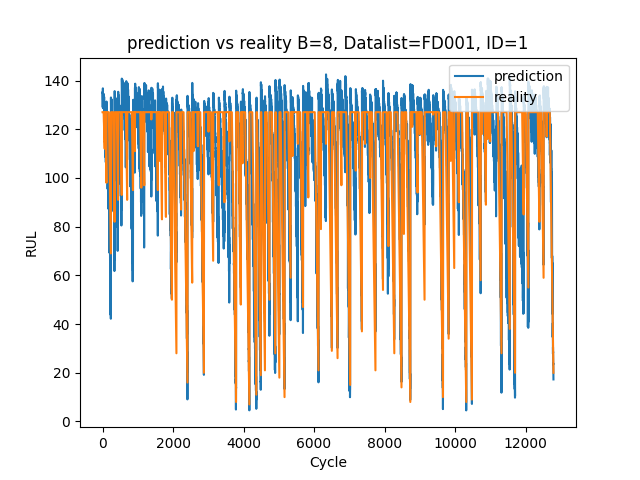 prediction vs reality B=8, Datalist=FD001, ID=1
prediction
reality
RUL
140
120
100
80
60
40
20
0
0 2000 4000 6000 8000 10000 12000
Cycle